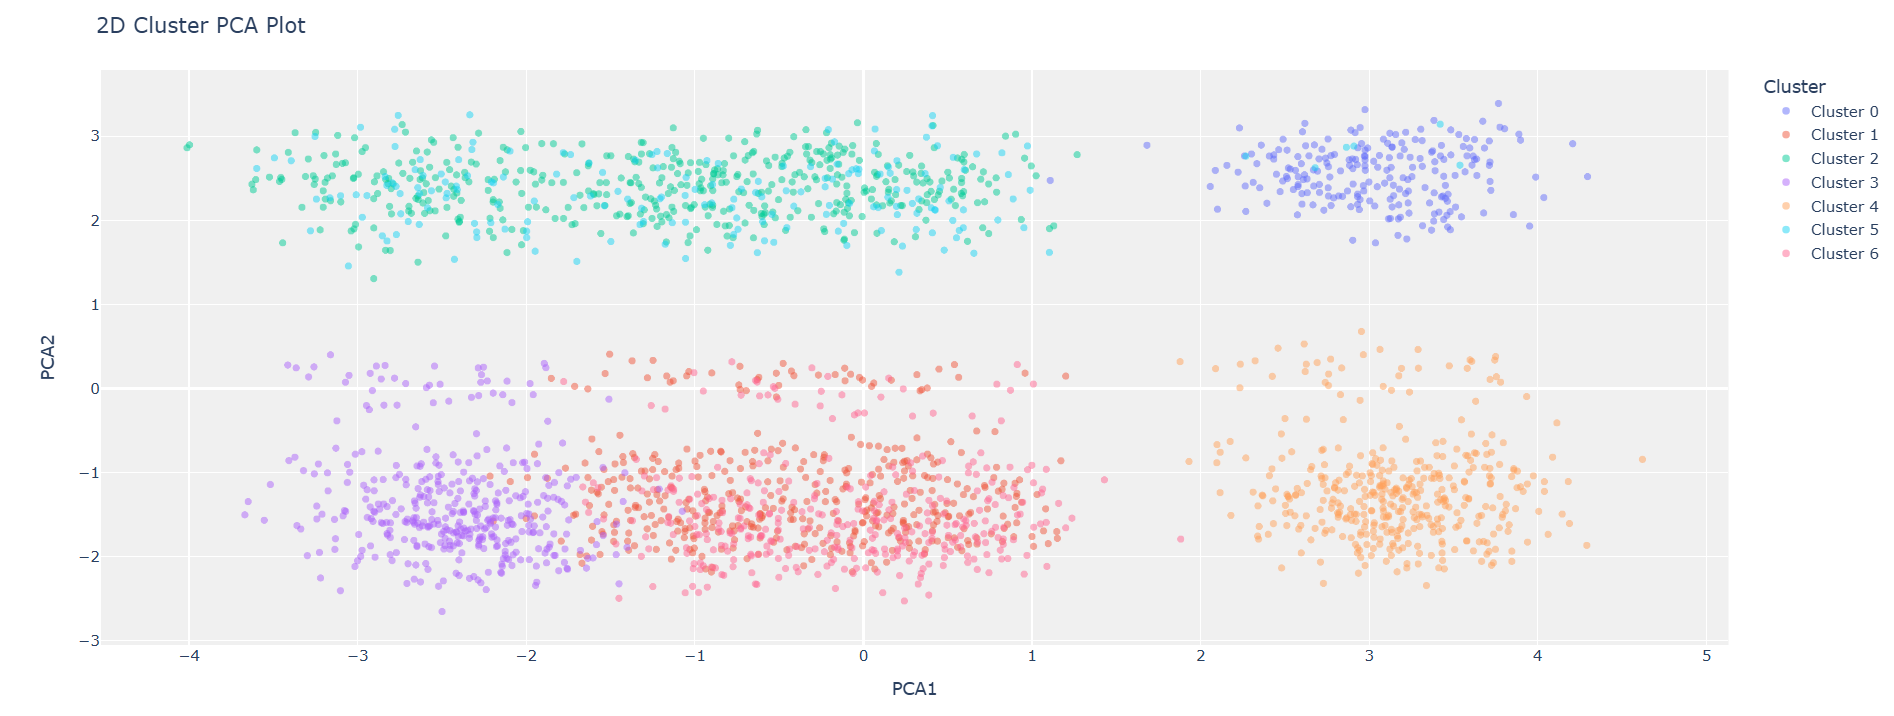 2D Cluster PCA Plot
Cluster
Cluster 0
Cluster 1
Cluster 2
Cluster 3
Cluster 4
Cluster 5
Cluster 6
PCA2
3
2
1
0
−1
−2
−3
−4 −3 −2 −1 0 1 2 3 4 5
PCA1